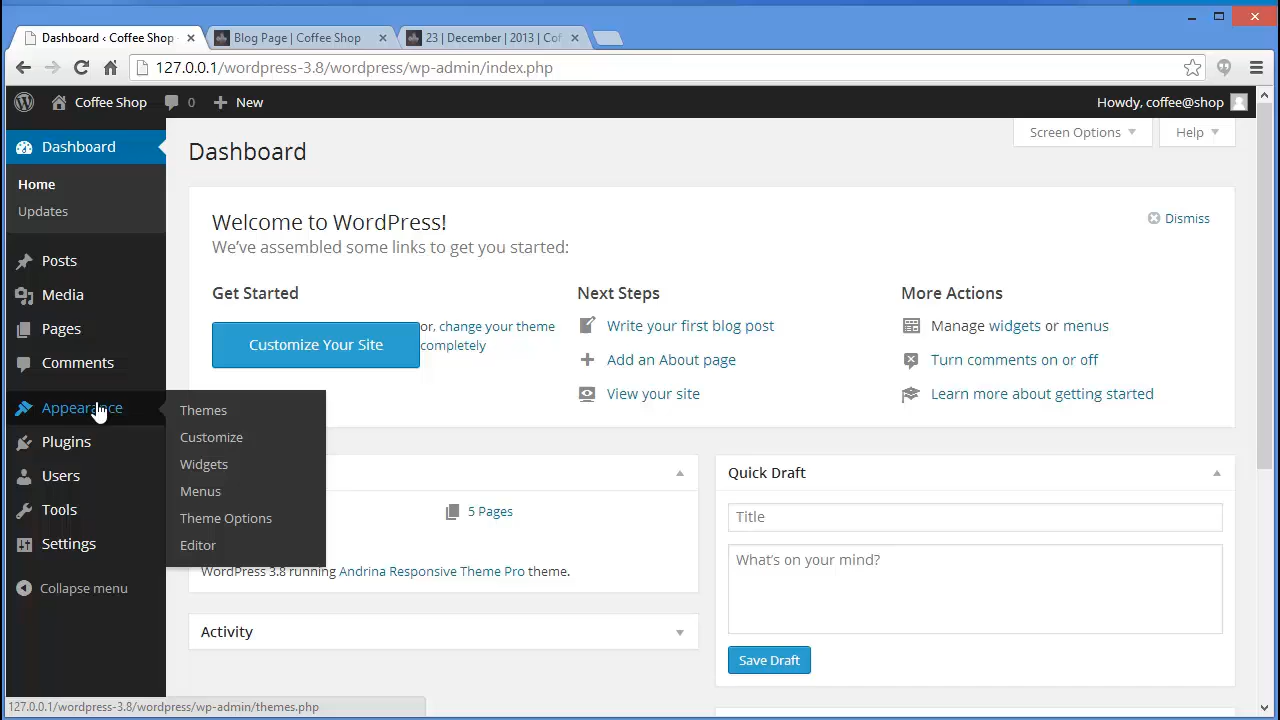 Dashboard ‹ Coffee Shop
Blog Page | Coffee Shop
23 | December | 2013 | Cof
127.0.0.1/wordpress-3.8/wordpress/wp-admin/index.php
Coffee Shop
0
New
Howdy, coffee@shop
Dashboard
Home
Updates
Posts
Media
Pages
Comments
Appearance
Plugins
Users
Tools
Settings
Collapse menu
Themes
Customize
Widgets
Menus
Theme Options
Editor
Screen Options
Help
Dashboard
Welcome to WordPress!
We've assembled some links to get you started:
Dismiss
Get Started
Customize Your Site
or, change your theme
completely
Next Steps
Write your first blog post
Add an About page
View your site
More Actions
Manage widgets or menus
Turn comments on or off
Learn more about getting started
5 Pages
WordPress 3.8 running Andrina Responsive Theme Pro theme.
Activity
Quick Draft
Title
What's on your mind?
Save Draft
127.0.0.1/wordpress-3.8/wordpress/wp-admin/themes.php